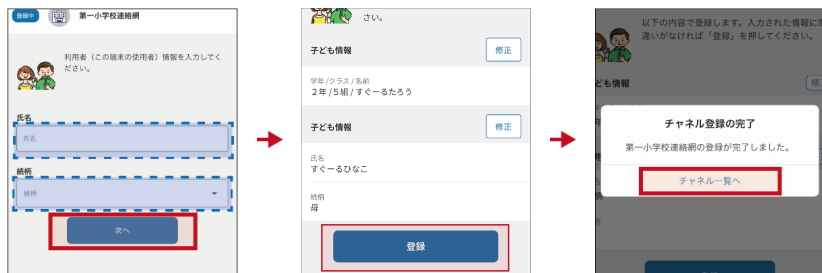 登録中
第一小学校連絡網
利用者（この端末の使用者）情報を入力してく
ださい。
氏名
氏名
続柄
続柄
次へ
さい。
子ども情報
修正
学年/クラス/名前
2年/5組/すぐーるたろう
子ども情報
修正
氏名
すぐーるひなこ
続柄
母
登録
以下の内容で登録します。入力された情報に間
違いがなければ「登録」を押してください。
ども情報
修
チャネル登録の完了
第一小学校連絡網の登録が完了しました。
チャネル一覧へ